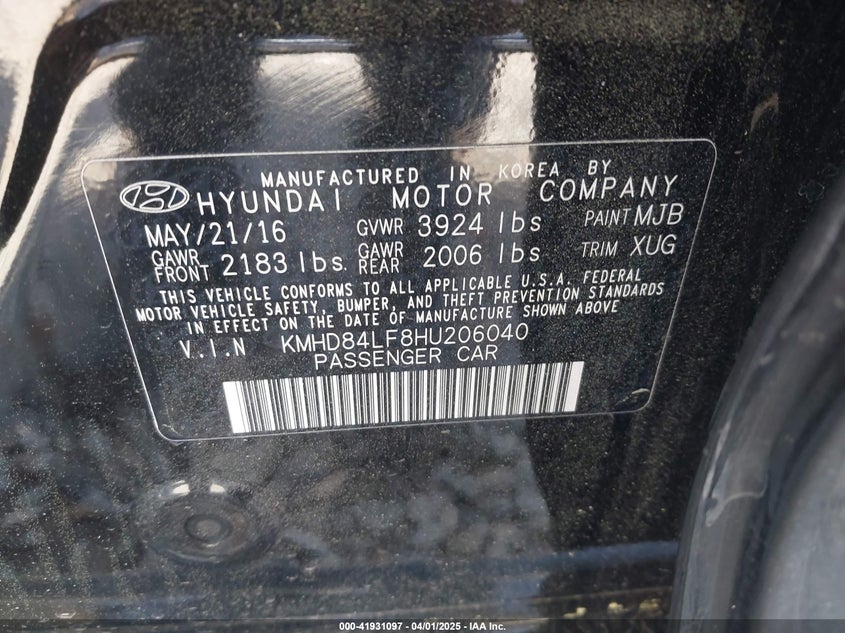 MANUFACTURED IN KOREA BY
HYUNDAI MOTOR COMPANY
MAY/21/16 GVWR 3924 lbs PAINT MJB
GAWR FRONT 2183 lbs. GAWR REAR 2006 lbs TRIM XUG
THIS VEHICLE CONFORMS TO ALL APPLICABLE U.S.A. FEDERAL
MOTOR VEHICLE SAFETY, BUMPER, AND THEFT PREVENTION STANDARDS
IN EFFECT ON THE DATE OF MANUFACTURE SHOWN ABOVE
V.I.N KMHD84LF8HU206040
PASSENGER CAR
000-41931097 - 04/01/2025 - IAA Inc.